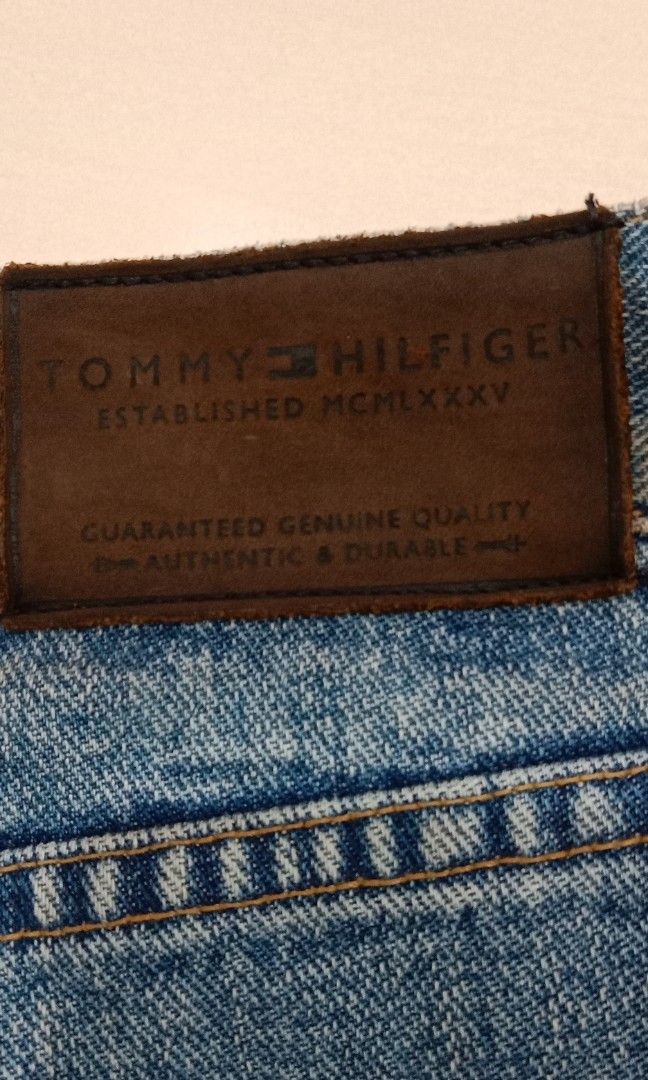 TOMMY HILFIGER
ESTABLISHED MCMLXXXV
GUARANTEED GENUINE QUALITY
AUTHENTIC & DURABLE